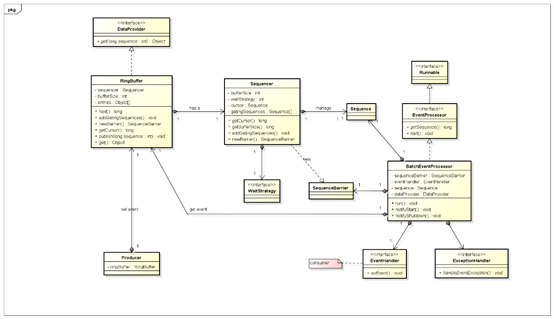 pkg
<<interface>>
DataProvider
+ get(long sequence : int) : Object
<<interface>>
Runnable
RingBuffer
- sequencer : Sequencer
- bufferSize : int
- entries : Object[]
+ next() : long
+ addGatingSequences() : void
+ newBarrier() : SequenceBarrier
+ getCursor() : long
+ publish(long sequence : int) : void
+ get() : Object
has a
1
1
Sequencer
- bufferSize : int
- waitStrategy : int
- cursor : Sequence
- gatingSequences : Sequence[]
+ getCursor() : long
+ getBufferSize() : long
+ addGatingSequences() : void
+ newBarrier() : SequenceBarrier
manage
1
Sequence
<<interface>>
EventProcessor
+ getSequence() : long
+ halt() : void
new
<<interface>>
WaitStrategy
SequenceBarrier
BatchEventProcessor
- sequenceBarrier : SequenceBarrier
- eventHandler : EventHandler
- sequence : Sequence
- dataProvider : DataProvider
+ run() : void
+ notifyStart() : void
+ notifyShutdown() : void
set event
get event
Producer
- ringBuffer : RingBuffer
consumer
<<interface>>
EventHandler
+ onEvent() : void
<<interface>>
ExceptionHandler
+ handleEventException() : void